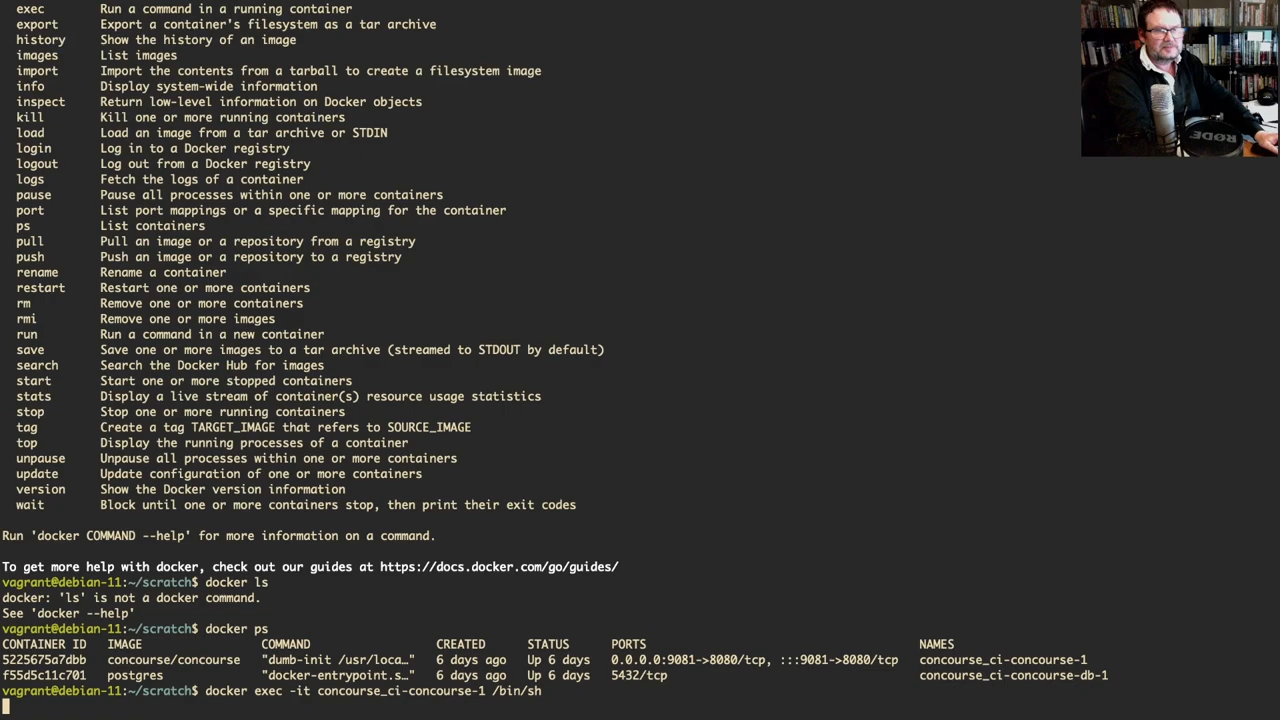 exec        Run a command in a running container
export      Export a container's filesystem as a tar archive
history     Show the history of an image
images      List images
import      Import the contents from a tarball to create a filesystem image
info        Display system-wide information
inspect     Return low-level information on Docker objects
kill        Kill one or more running containers
load        Load an image from a tar archive or STDIN
login       Log in to a Docker registry
logout      Log out from a Docker registry
logs        Fetch the logs of a container
pause       Pause all processes within one or more containers
port        List port mappings or a specific mapping for the container
ps          List containers
pull        Pull an image or a repository from a registry
push        Push an image or a repository to a registry
rename      Rename a container
restart     Restart one or more containers
rm          Remove one or more containers
rmi         Remove one or more images
run         Run a command in a new container
save        Save one or more images to a tar archive (streamed to STDOUT by default)
search      Search the Docker Hub for images
start       Start one or more stopped containers
stats       Display a live stream of container(s) resource usage statistics
stop        Stop one or more running containers
tag         Create a tag TARGET_IMAGE that refers to SOURCE_IMAGE
top         Display the running processes of a container
unpause     Unpause all processes within one or more containers
update      Update configuration of one or more containers
version     Show the Docker version information
wait        Block until one or more containers stop, then print their exit codes
Run 'docker COMMAND --help' for more information on a command.
To get more help with docker, check out our guides at https://docs.docker.com/go/guides/
vagrant@debian-11:~/scratch$ docker ls
docker: 'ls' is not a docker command.
See 'docker --help'
vagrant@debian-11:~/scratch$ docker ps
CONTAINER ID   IMAGE                 COMMAND                  CREATED      STATUS      PORTS                                       NAMES
5225675a7dbb   concourse/concourse   "dumb-init /usr/loca…"   6 days ago   Up 6 days   0.0.0.0:9081->8080/tcp, :::9081->8080/tcp   concourse_ci-concourse-1
f55d5c11c701   postgres              "docker-entrypoint.s…"   6 days ago   Up 6 days   5432/tcp                                    concourse_ci-concourse-db-1
vagrant@debian-11:~/scratch$ docker exec -it concourse_ci-concourse-1 /bin/sh
RØDE